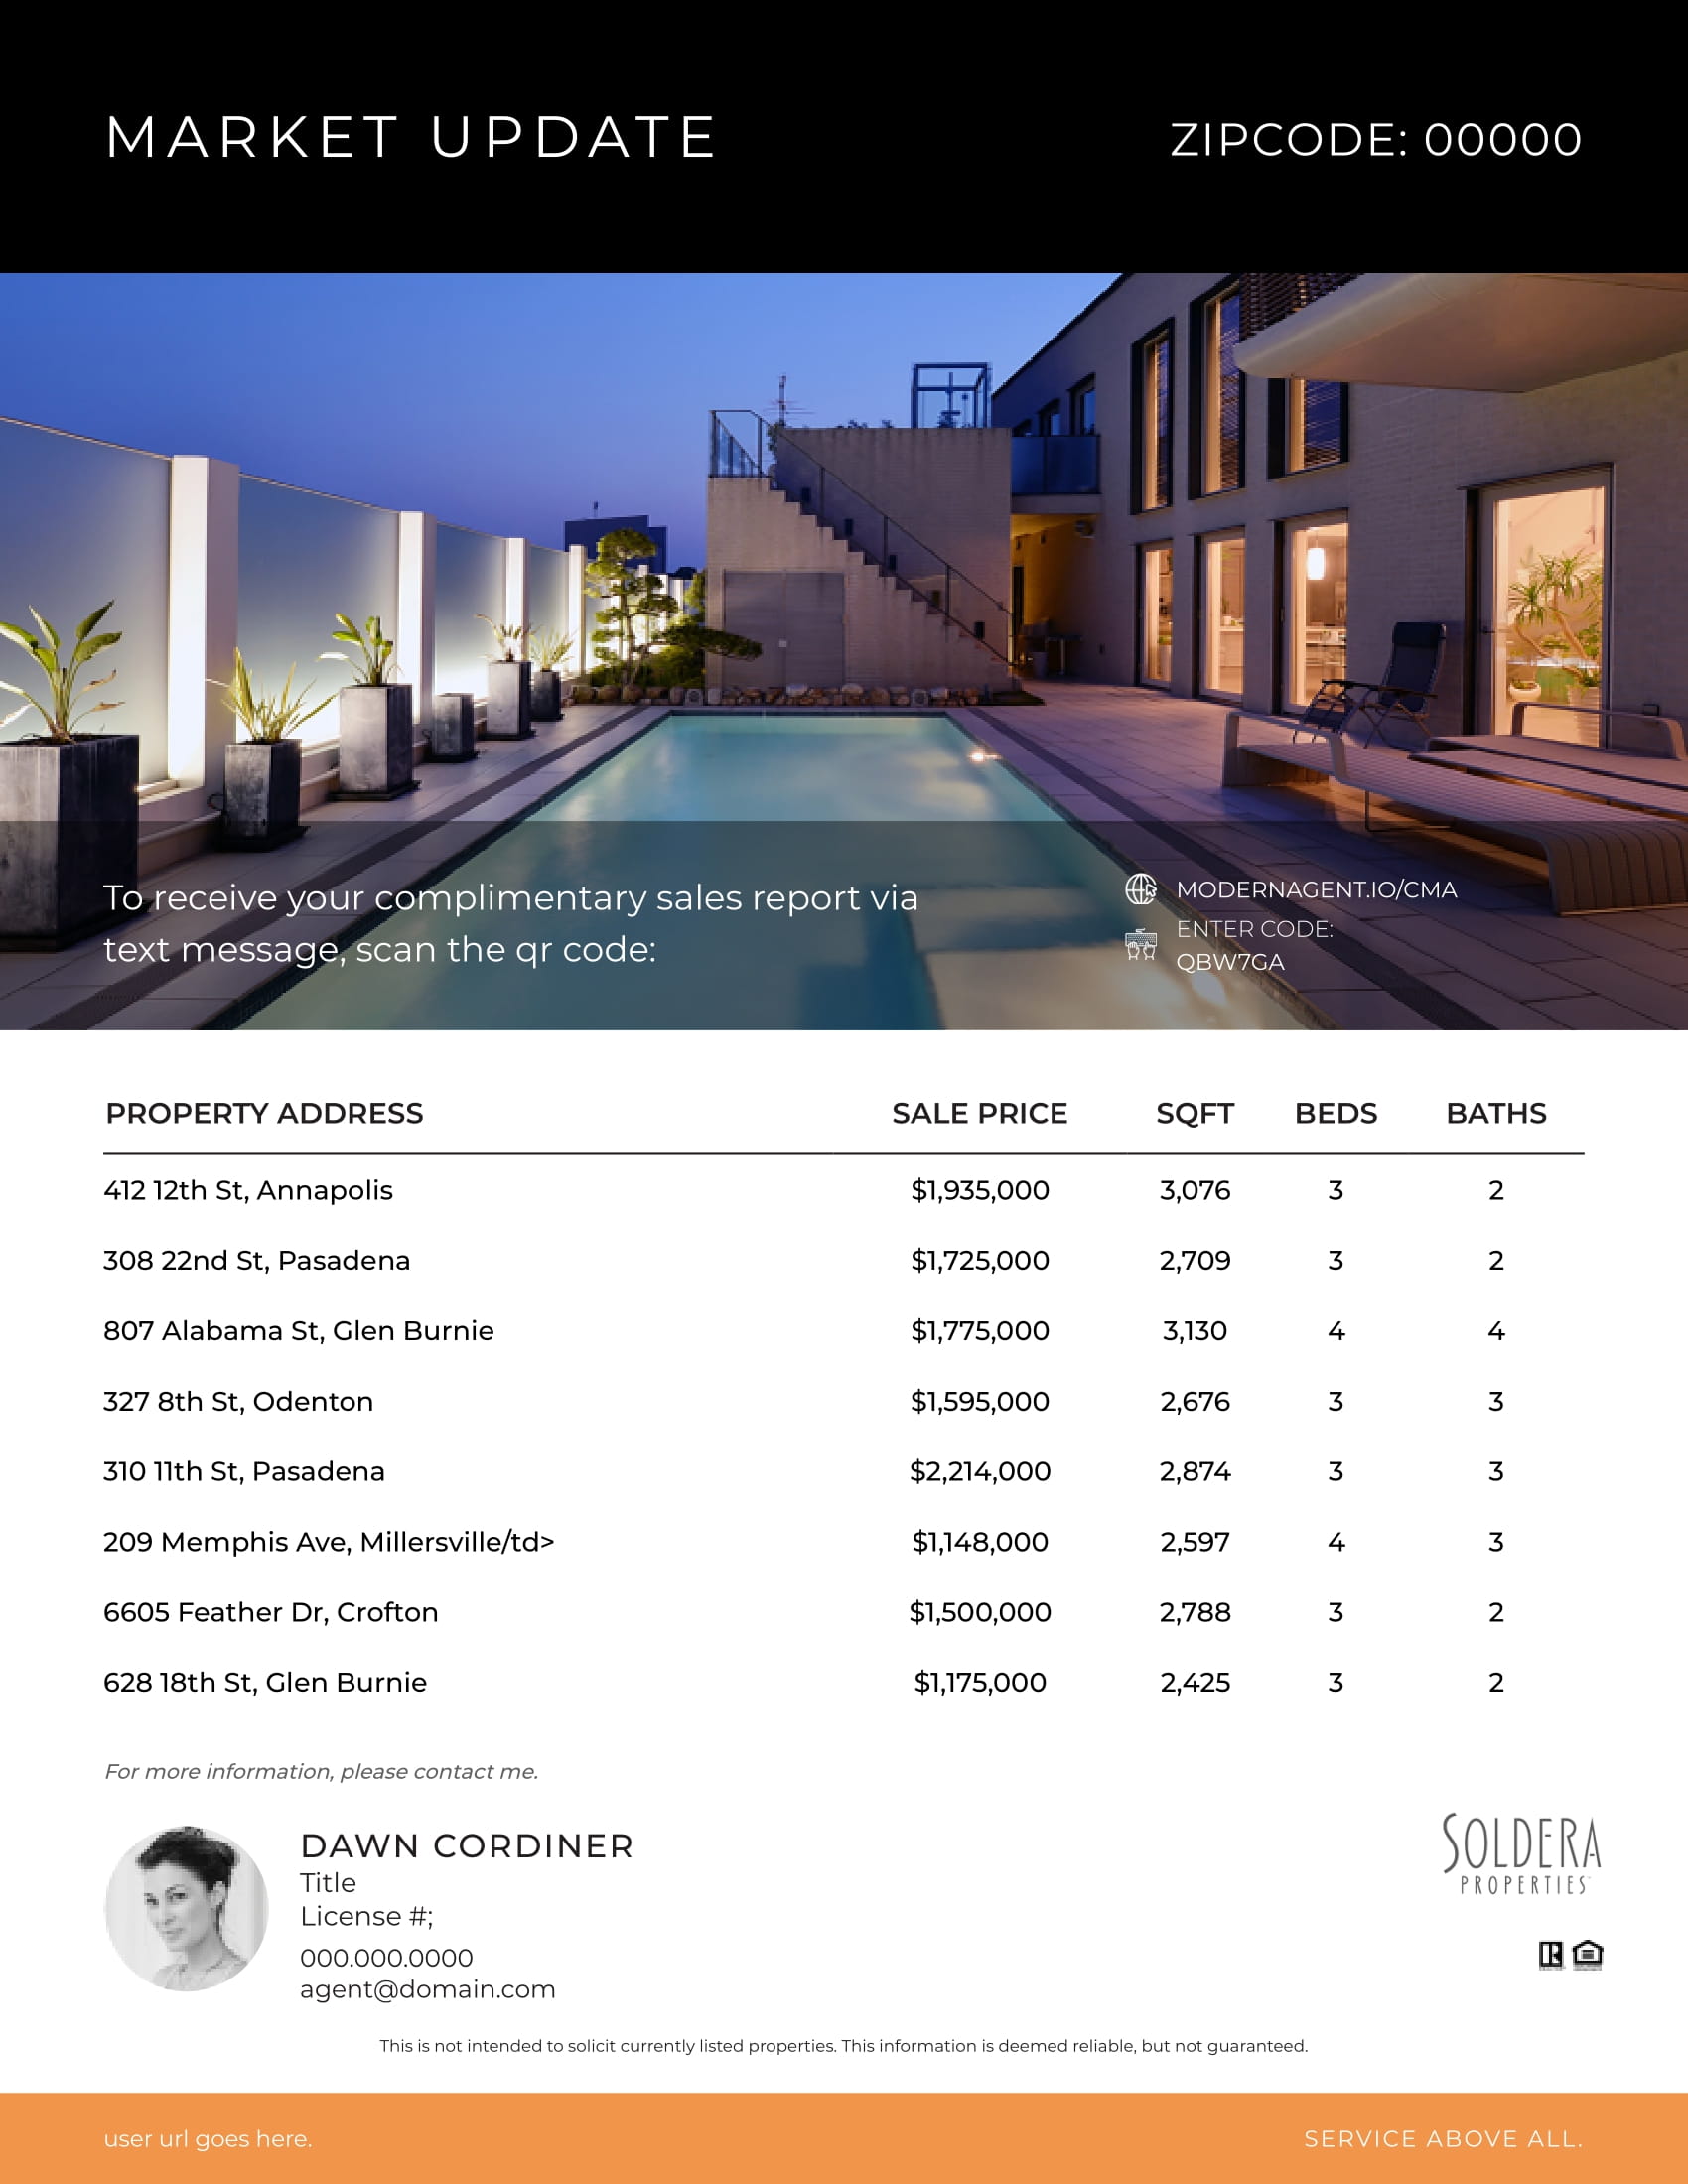 MARKET UPDATE
ZIPCODE: 00000
To receive your complimentary sales report via
text message, scan the qr code:
MODERNAGENT.IO/CMA
ENTER CODE:
QBW7GA
PROPERTY ADDRESS SALE PRICE SQFT BEDS BATHS
412 12th St, Annapolis $1,935,000 3,076 3 2
308 22nd St, Pasadena $1,725,000 2,709 3 2
807 Alabama St, Glen Burnie $1,775,000 3,130 4 4
327 8th St, Odenton $1,595,000 2,676 3 3
310 11th St, Pasadena $2,214,000 2,874 3 3
209 Memphis Ave, Millersville/td> $1,148,000 2,597 4 3
6605 Feather Dr, Crofton $1,500,000 2,788 3 2
628 18th St, Glen Burnie $1,175,000 2,425 3 2
For more information, please contact me.
DAWN CORDINER
Title
License #;
000.000.0000
agent@domain.com
SOLDERA
PROPERTIES
This is not intended to solicit currently listed properties. This information is deemed reliable, but not guaranteed.
user url goes here.
SERVICE ABOVE ALL.